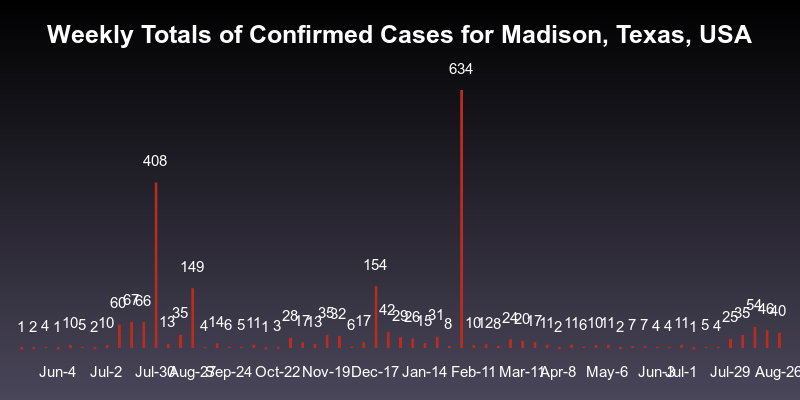 Weekly Totals of Confirmed Cases for Madison, Texas, USA
1 2 4 1 10 5 2 10 60 67 66 408 13 35 149 4 14 6 5 11 1 3 28 17 13 35 32 6 17 154 42 29 26 15 31 8 634 10 12 8 24 20 17 11 2 11 6 10 11 2 7 7 4 4 11 1 5 4 25 35 54 46 40
Jun-4 Jul-2 Jul-30 Aug-27 Sep-24 Oct-22 Nov-19 Dec-17 Jan-14 Feb-11 Mar-11 Apr-8 May-6 Jun-3 Jul-1 Jul-29 Aug-26